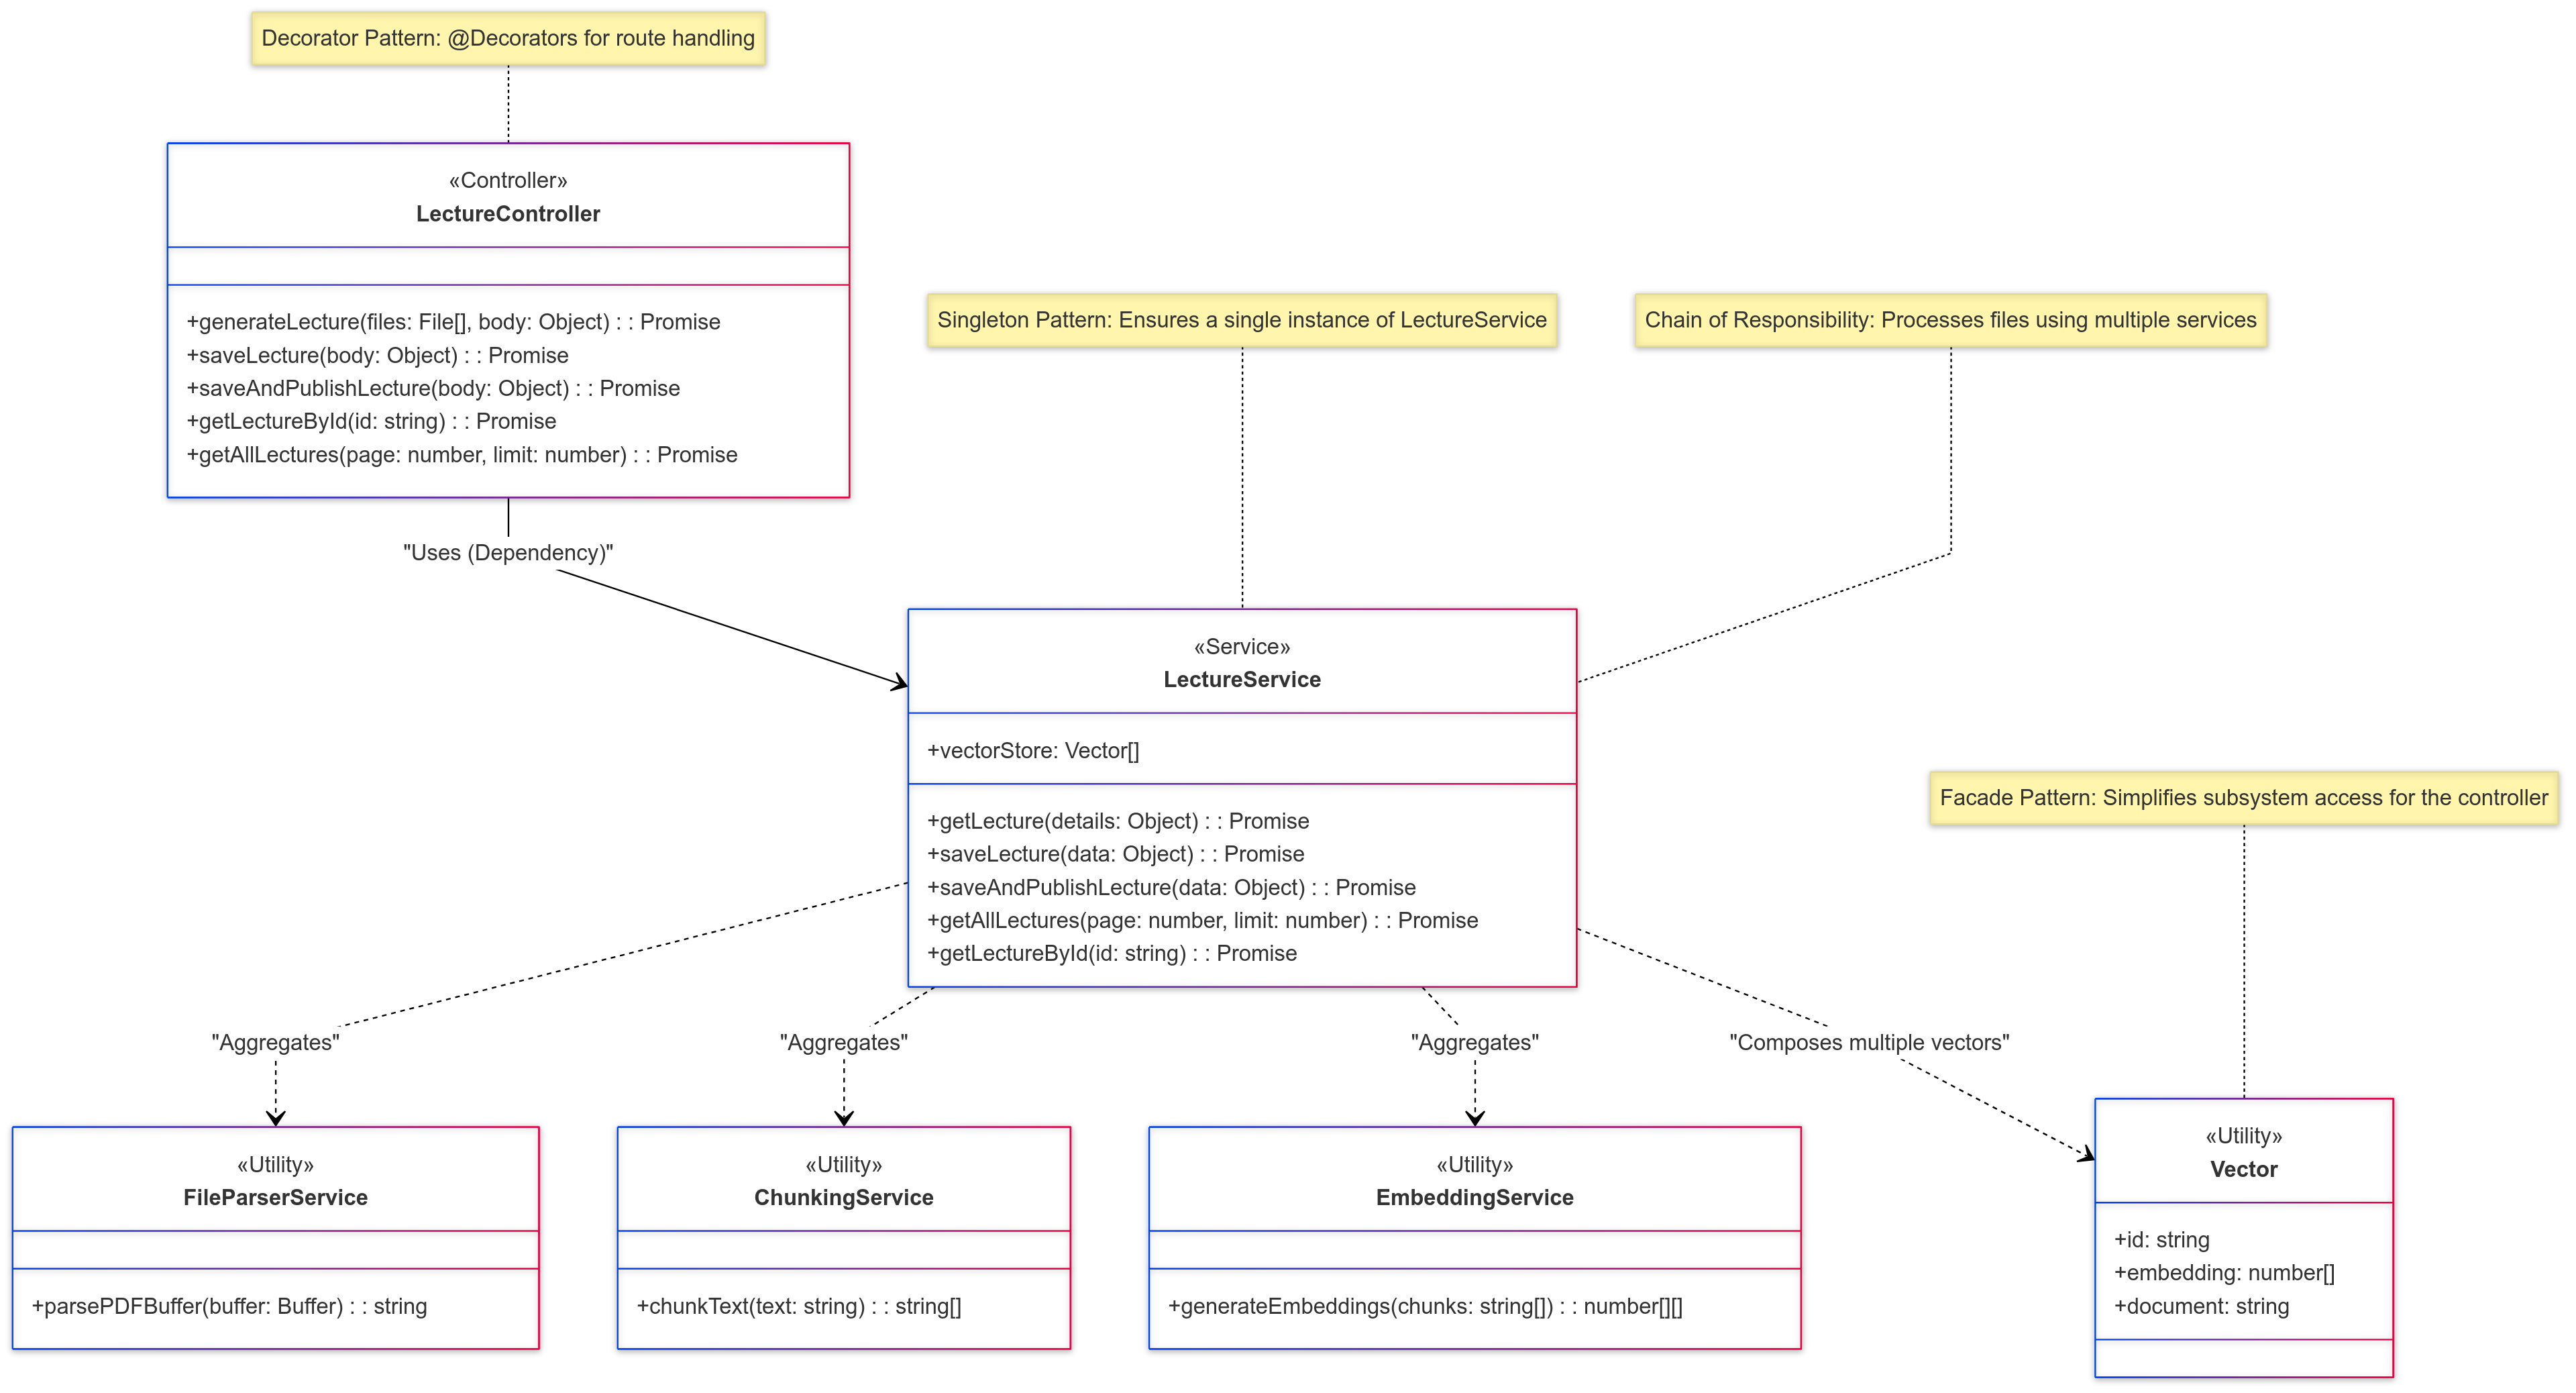 Decorator Pattern: @Decorators for route handling
«Controller»
LectureController
+generateLecture(files: File[], body: Object) : : Promise
+saveLecture(body: Object) : : Promise
+saveAndPublishLecture(body: Object) : : Promise
+getLectureById(id: string) : : Promise
+getAllLectures(page: number, limit: number) : : Promise
Singleton Pattern: Ensures a single instance of LectureService
Chain of Responsibility: Processes files using multiple services
"Uses (Dependency)"
«Service»
LectureService
+vectorStore: Vector[]
+getLecture(details: Object) : : Promise
+saveLecture(data: Object) : : Promise
+saveAndPublishLecture(data: Object) : : Promise
+getAllLectures(page: number, limit: number) : : Promise
+getLectureById(id: string) : : Promise
Facade Pattern: Simplifies subsystem access for the controller
"Aggregates"
"Aggregates"
"Aggregates"
"Composes multiple vectors"
«Utility»
FileParserService
+parsePDFBuffer(buffer: Buffer) : : string
«Utility»
ChunkingService
+chunkText(text: string) : : string[]
«Utility»
EmbeddingService
+generateEmbeddings(chunks: string[]) : : number[][]
«Utility»
Vector
+id: string
+embedding: number[]
+document: string